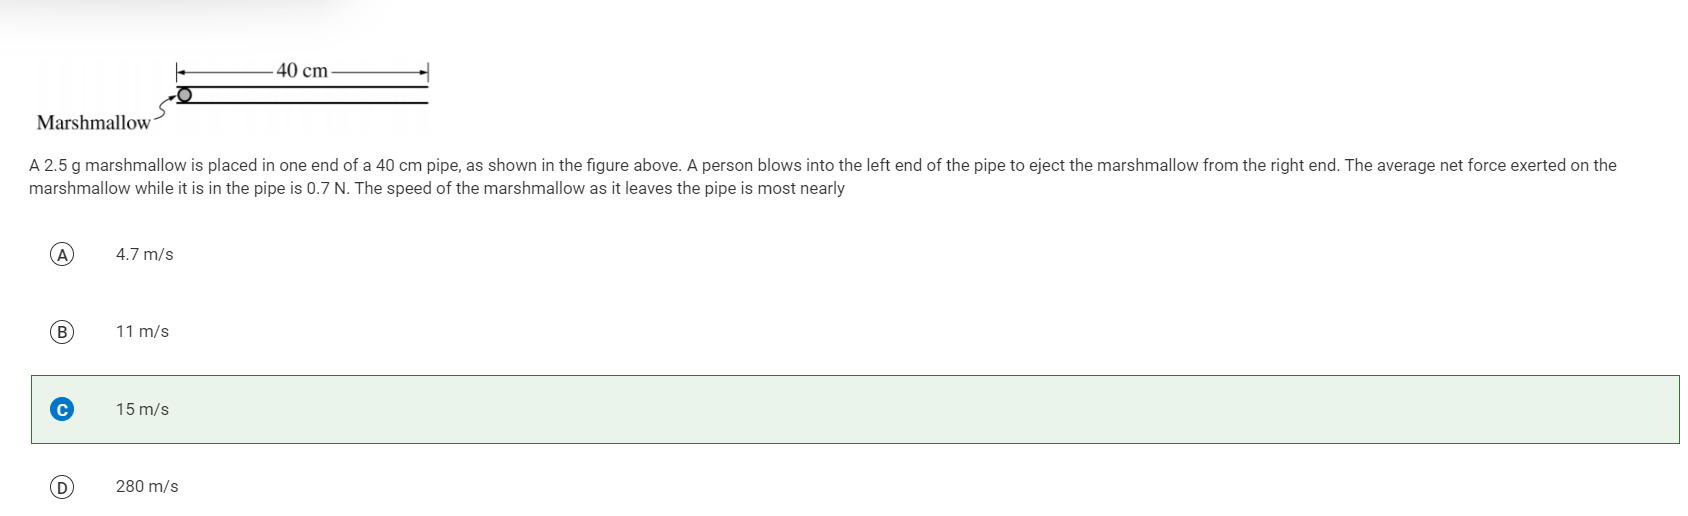 40 cm
Marshmallow
A 2.5 g marshmallow is placed in one end of a 40 cm pipe, as shown in the figure above. A person blows into the left end of the pipe to eject the marshmallow from the right end. The average net force exerted on the
marshmallow while it is in the pipe is 0.7 N. The speed of the marshmallow as it leaves the pipe is most nearly
A 4.7 m/s
B 11 m/s
C 15 m/s
D 280 m/s